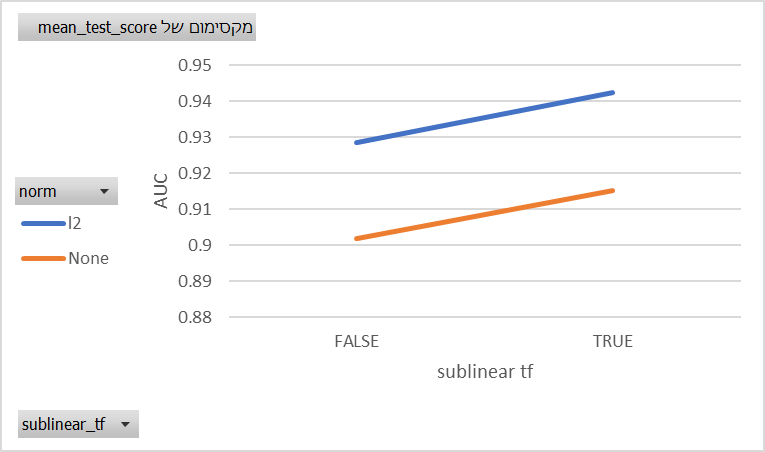 מקסימום של mean_test_score
0.95
0.94
0.93
0.92
0.91
0.9
0.89
0.88
AUC
norm
l2
None
FALSE
TRUE
sublinear tf
sublinear_tf